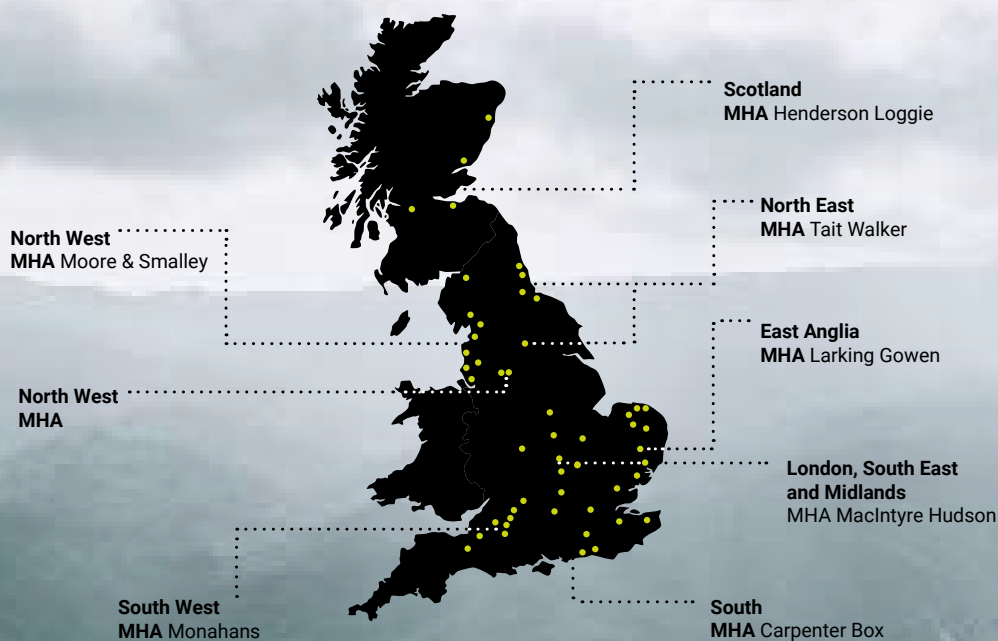 Scotland
MHA Henderson Loggie
North East
MHA Tait Walker
North West
MHA Moore & Smalley
East Anglia
MHA Larking Gowen
North West
MHA
London, South East
and Midlands
MHA MacIntyre Hudson
South West
MHA Monahans
South
MHA Carpenter Box